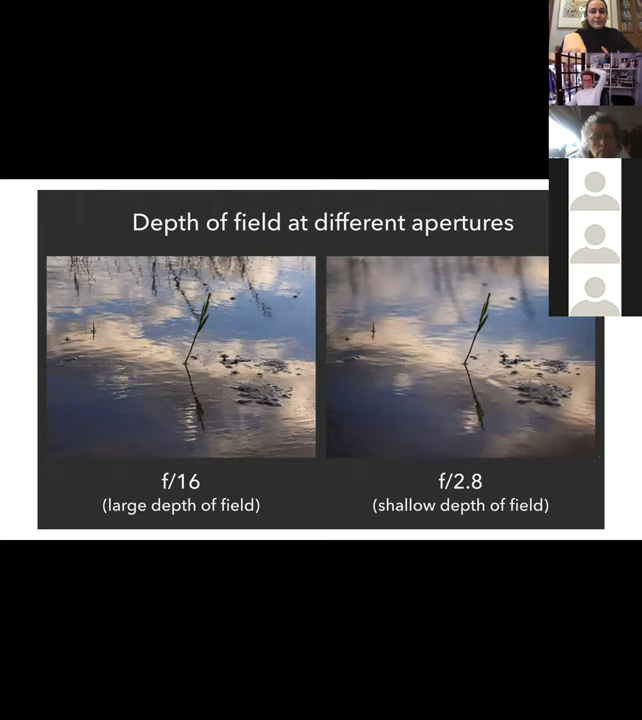 Depth of field at different apertures
f/16
(large depth of field)
f/2.8
(shallow depth of field)